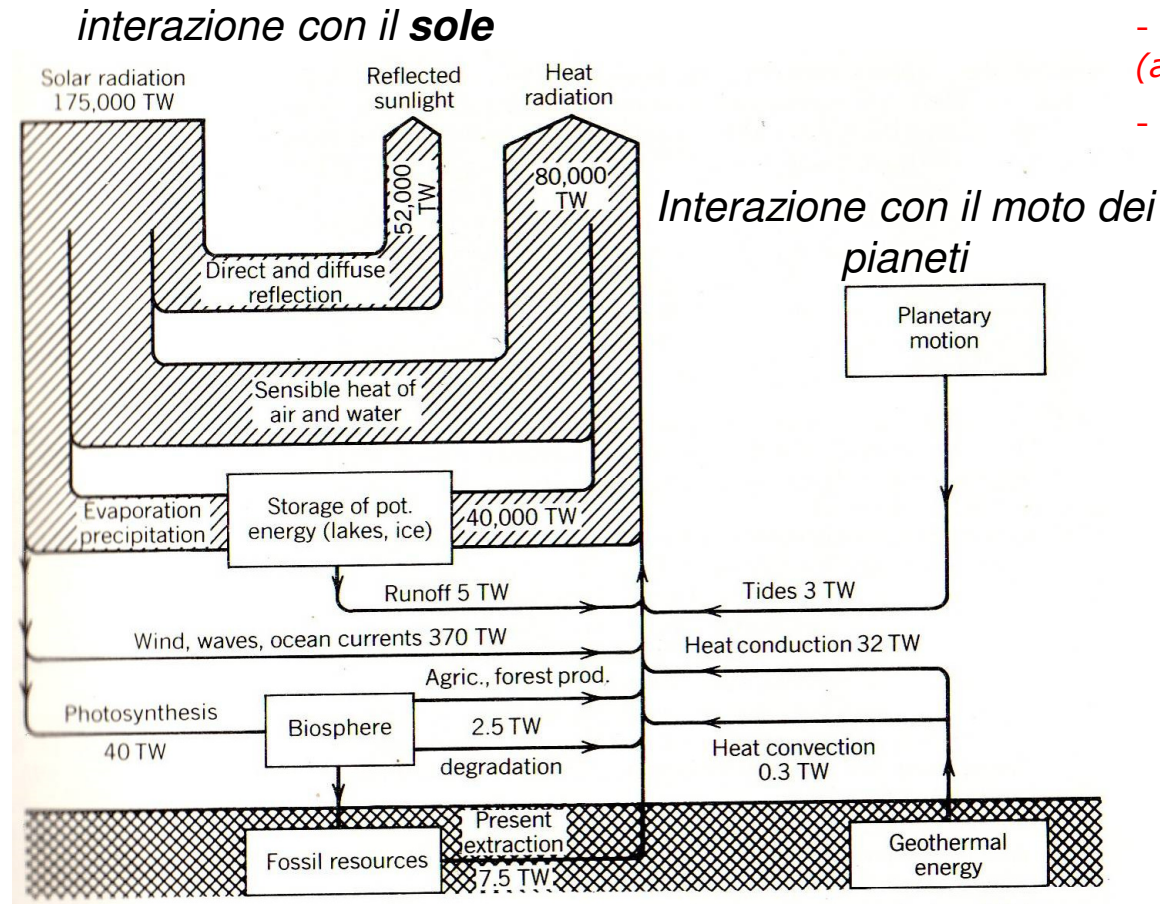 interazione con il sole
-
(a
-
Solar radiation
175,000 TW
Reflected
sunlight
Heat
radiation
52,000
TW
80,000
TW
Interazione con il moto dei
pianeti
Direct and diffuse
reflection
Planetary
motion
Sensible heat of
air and water
Evaporation
precipitation
Storage of pot.
energy (lakes, ice)
40,000 TW
Runoff 5 TW
Tides 3 TW
Wind, waves, ocean currents 370 TW
Heat conduction 32 TW
Agric., forest prod.
Photosynthesis
40 TW
Biosphere
2.5 TW
degradation
Heat convection
0.3 TW
Fossil resources
Present
extraction
7.5 TW
Geothermal
energy